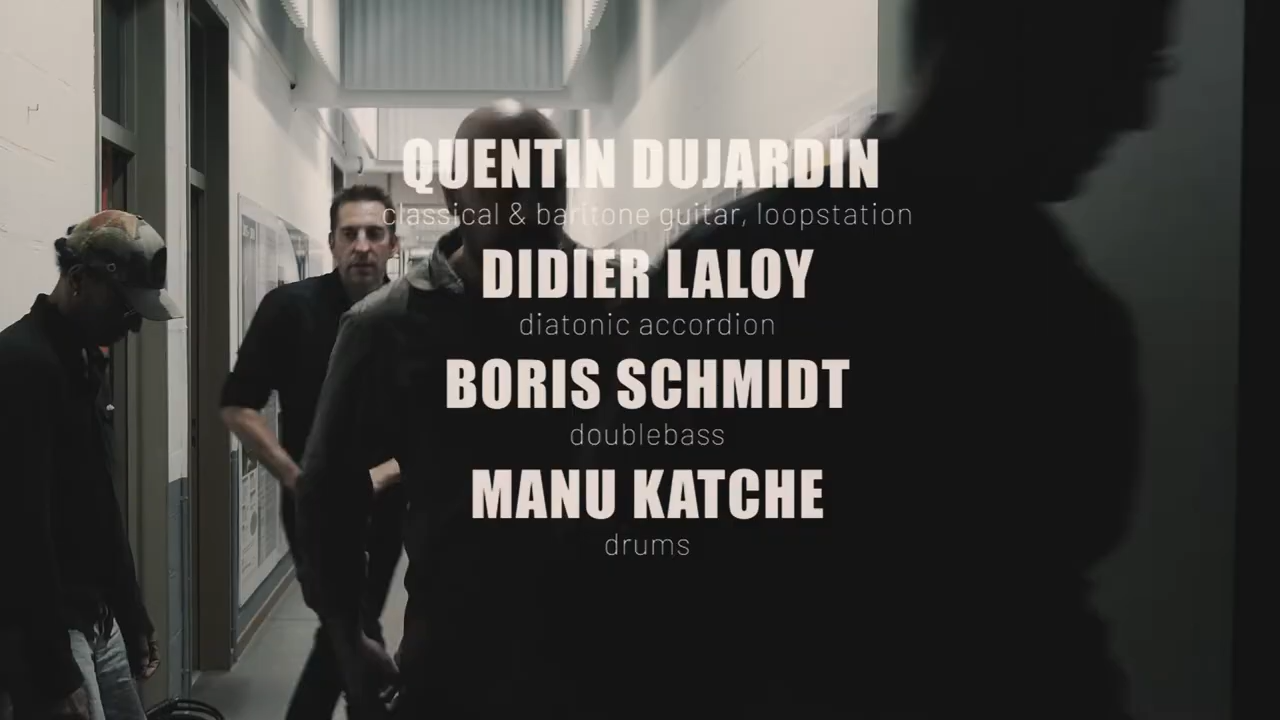 QUENTIN DUJARDIN
classical & baritone guitar, loopstation
DIDIER LALOY
diatonic accordion
BORIS SCHMIDT
doublebass
MANU KATCHE
drums